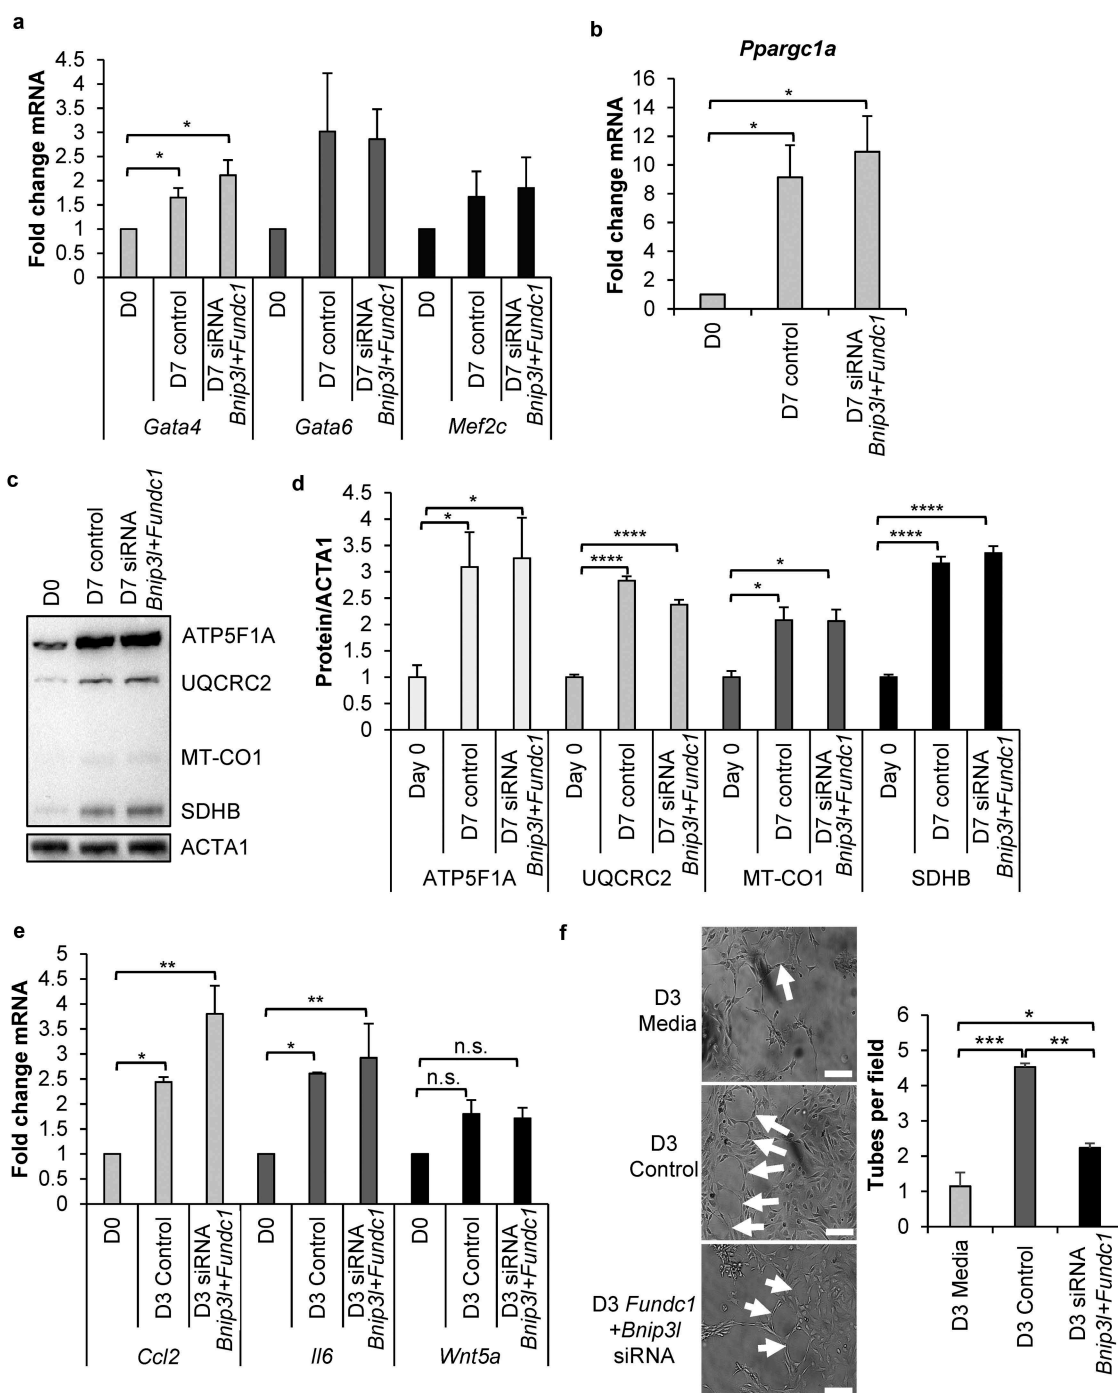 a
Fold change mRNA
4.5
4
3.5
3
2.5
2
1.5
1
0.5
0
*
*
D0
D7 control
D7 siRNA
Bnip3l+Fundc1
D0
D7 control
D7 siRNA
Bnip3l+Fundc1
D0
D7 control
D7 siRNA
Bnip3l+Fundc1
Gata4
Gata6
Mef2c
b
Ppargc1a
Fold change mRNA
16
14
12
10
8
6
4
2
0
*
*
D0
D7 control
D7 siRNA
Bnip3l+Fundc1
c
D0
D7 control
D7 siRNA
Bnip3l+Fundc1
ATP5F1A
UQCRC2
MT-CO1
SDHB
ACTA1
d
Protein/ACTA1
4.5
4
3.5
3
2.5
2
1.5
1
0.5
0
*
*
****
****
*
*
****
****
Day 0
D7 control
D7 siRNA
Bnip3l+Fundc1
Day 0
D7 control
D7 siRNA
Bnip3l+Fundc1
Day 0
D7 control
D7 siRNA
Bnip3l+Fundc1
Day 0
D7 control
D7 siRNA
Bnip3l+Fundc1
ATP5F1A
UQCRC2
MT-CO1
SDHB
e
Fold change mRNA
5
4.5
4
3.5
3
2.5
2
1.5
1
0.5
0
**
*
**
*
n.s.
n.s.
D0
D3 Control
D3 siRNA
Bnip3l+Fundc1
D0
D3 Control
D3 siRNA
Bnip3l+Fundc1
D0
D3 Control
D3 siRNA
Bnip3l+Fundc1
Ccl2
Il6
Wnt5a
f
D3
Media
D3
Control
D3 Fundc1
+Bnip3l
siRNA
Tubes per field
6
5
4
3
2
1
0
*
***
**
D3 Media
D3 Control
D3 siRNA
Bnip3l+Fundc1